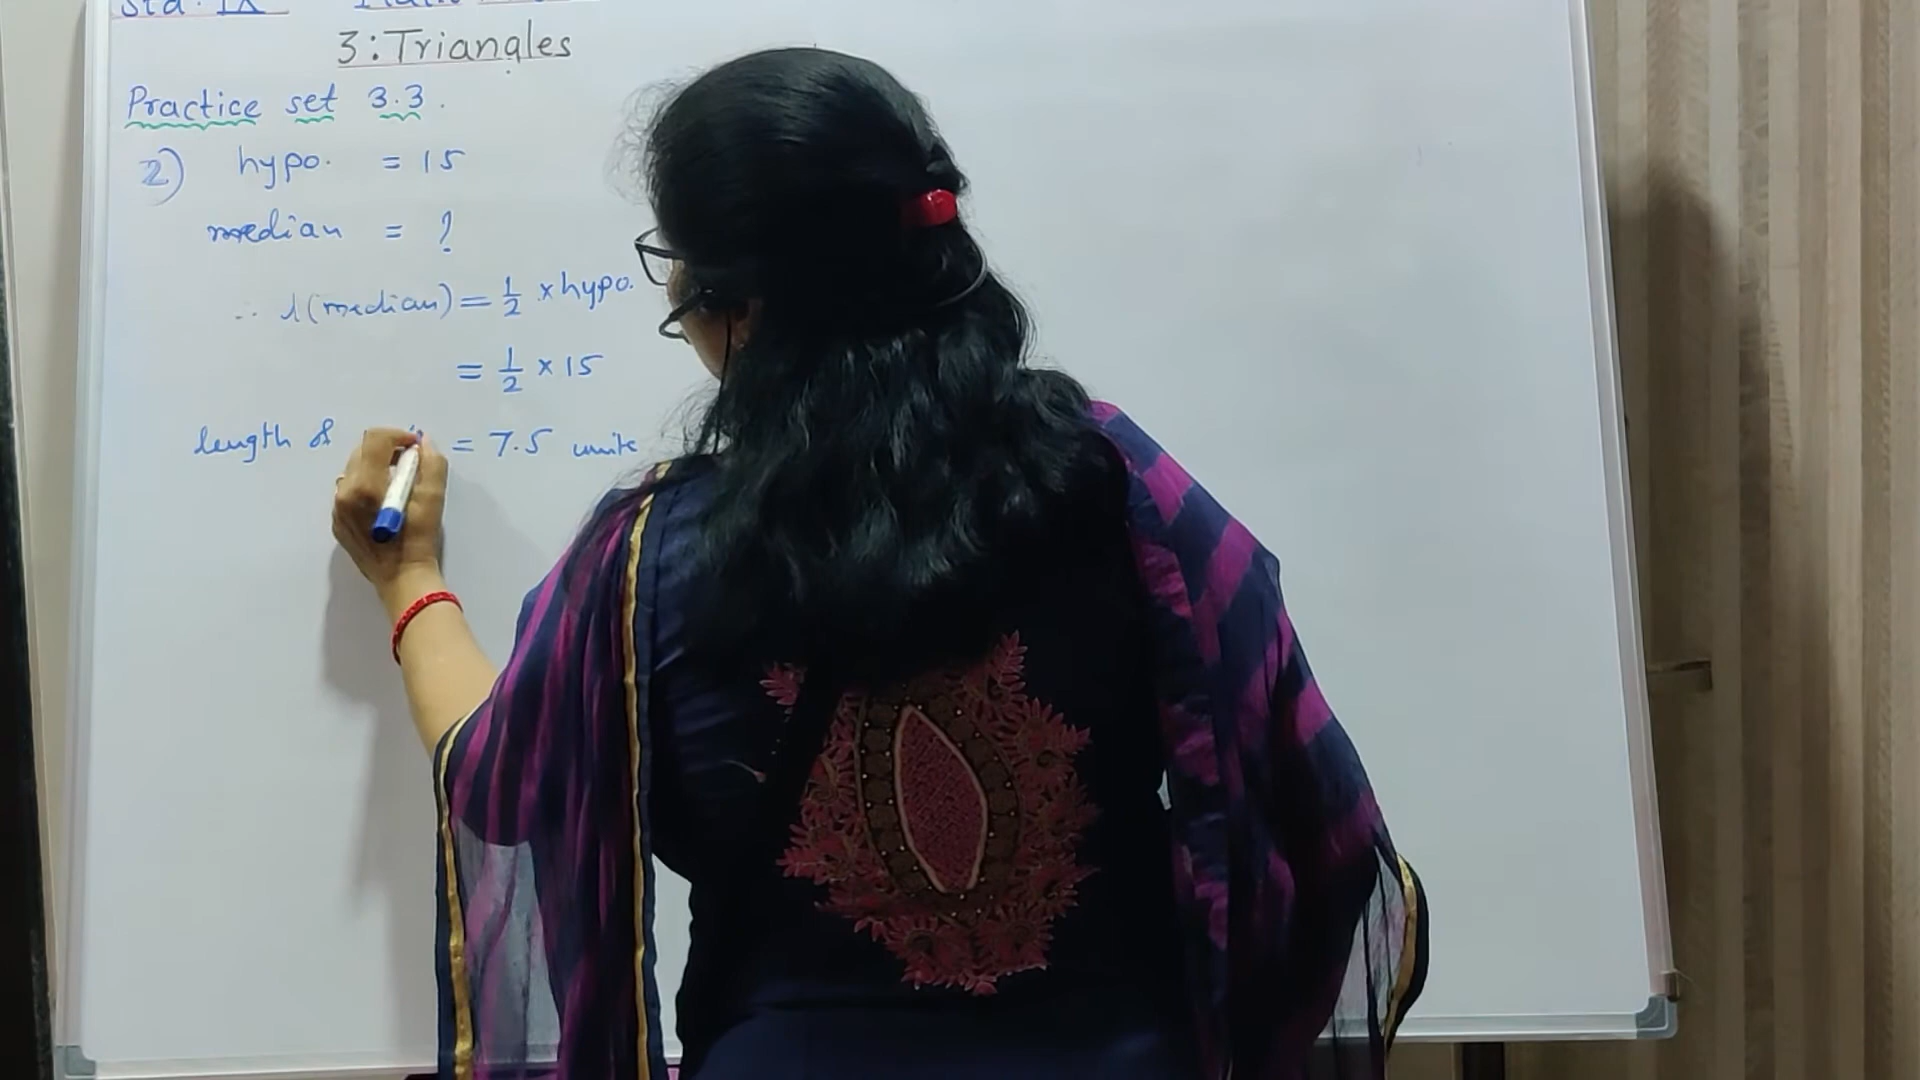 Std. IX
3: Triangles
Practice set 3.3.
2) hypo. = 15
median = ?
∴ l(median) = 1/2 × hypo.
= 1/2 × 15
length of = 7.5 units